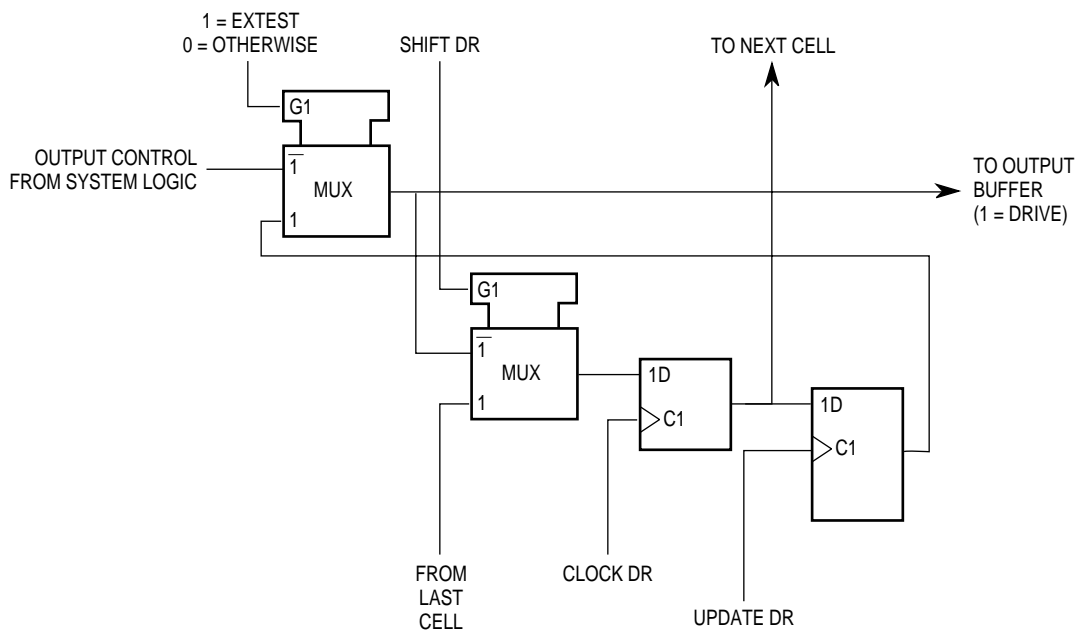 1 = EXTEST
0 = OTHERWISE
SHIFT DR
TO NEXT CELL
G1
OUTPUT CONTROL
FROM SYSTEM LOGIC
1
MUX
1
TO OUTPUT
BUFFER
(1 = DRIVE)
G1
1
MUX
1
1D
C1
1D
C1
FROM
LAST
CELL
CLOCK DR
UPDATE DR